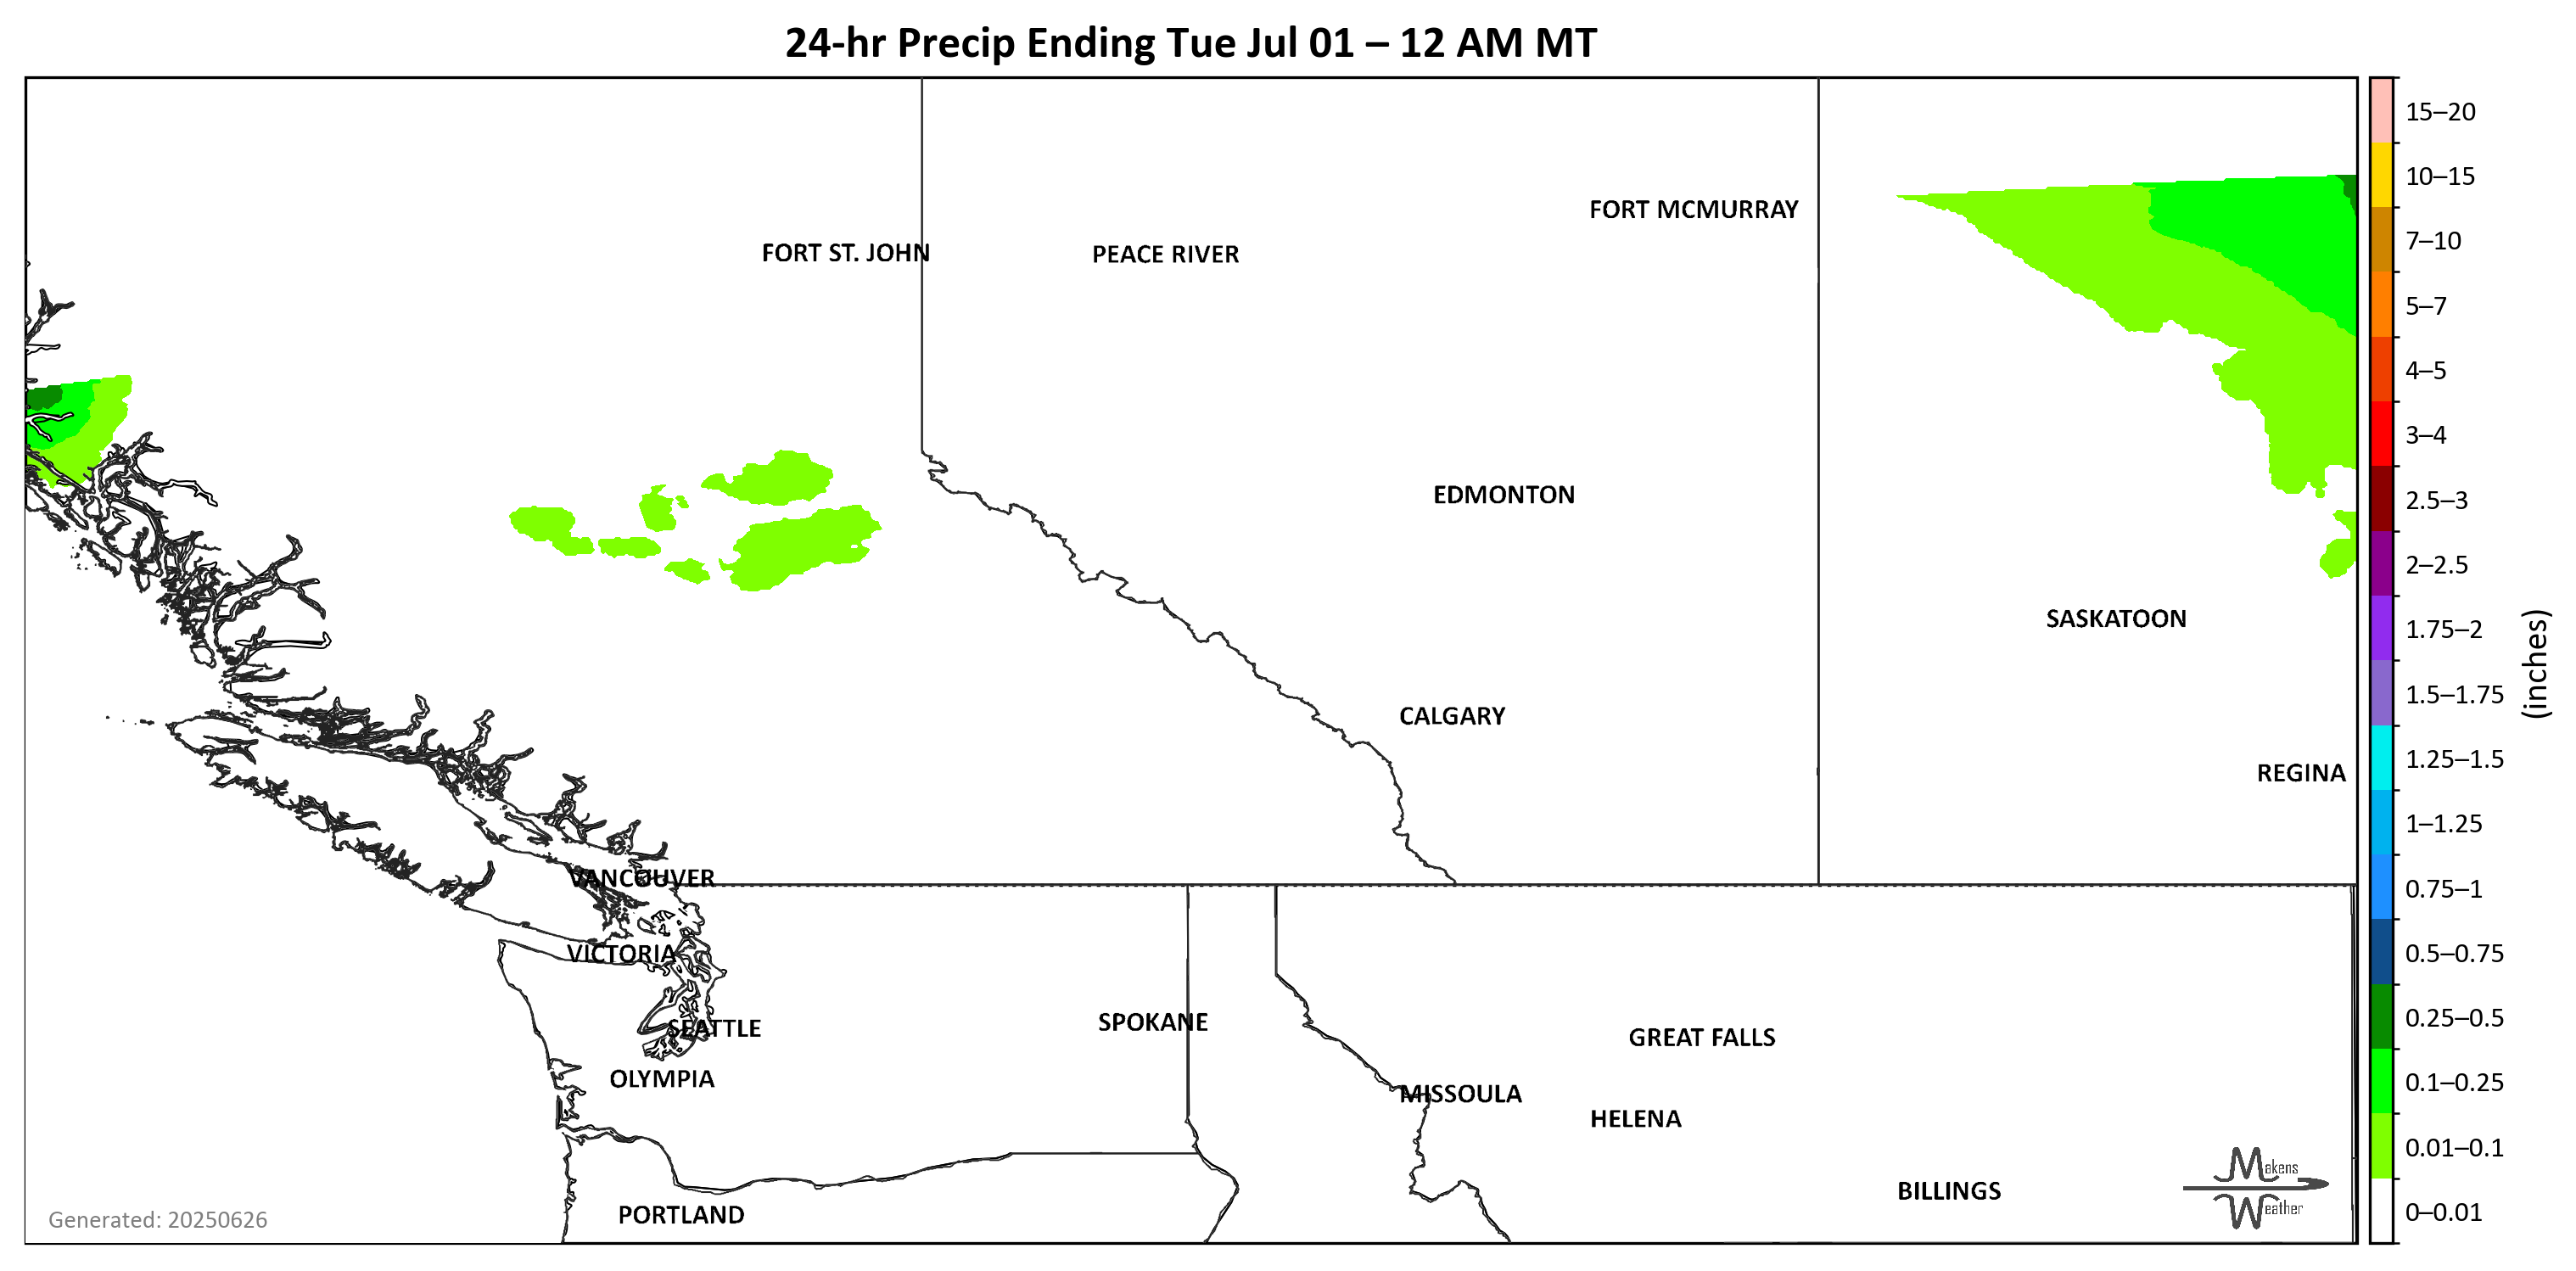 24-hr Precip Ending Tue Jul 01 – 12 AM MT
15–20
10–15
FORT MCMURRAY
7–10
FORT ST. JOHN
PEACE RIVER
5–7
4–5
3–4
EDMONTON
2.5–3
2–2.5
SASKATOON
1.75–2
(inches)
1.5–1.75
CALGARY
1.25–1.5
REGINA
1–1.25
VANCOUVER
0.75–1
VICTORIA
0.5–0.75
SEATTLE
SPOKANE
0.25–0.5
GREAT FALLS
OLYMPIA
0.1–0.25
MISSOULA
HELENA
0.01–0.1
Makens
Weather
BILLINGS
PORTLAND
Generated: 20250626
0–0.01